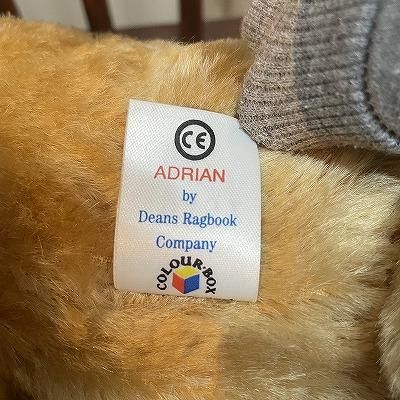 CE
ADRIAN
by
Deans Ragbook
Company
COLOUR·BOX